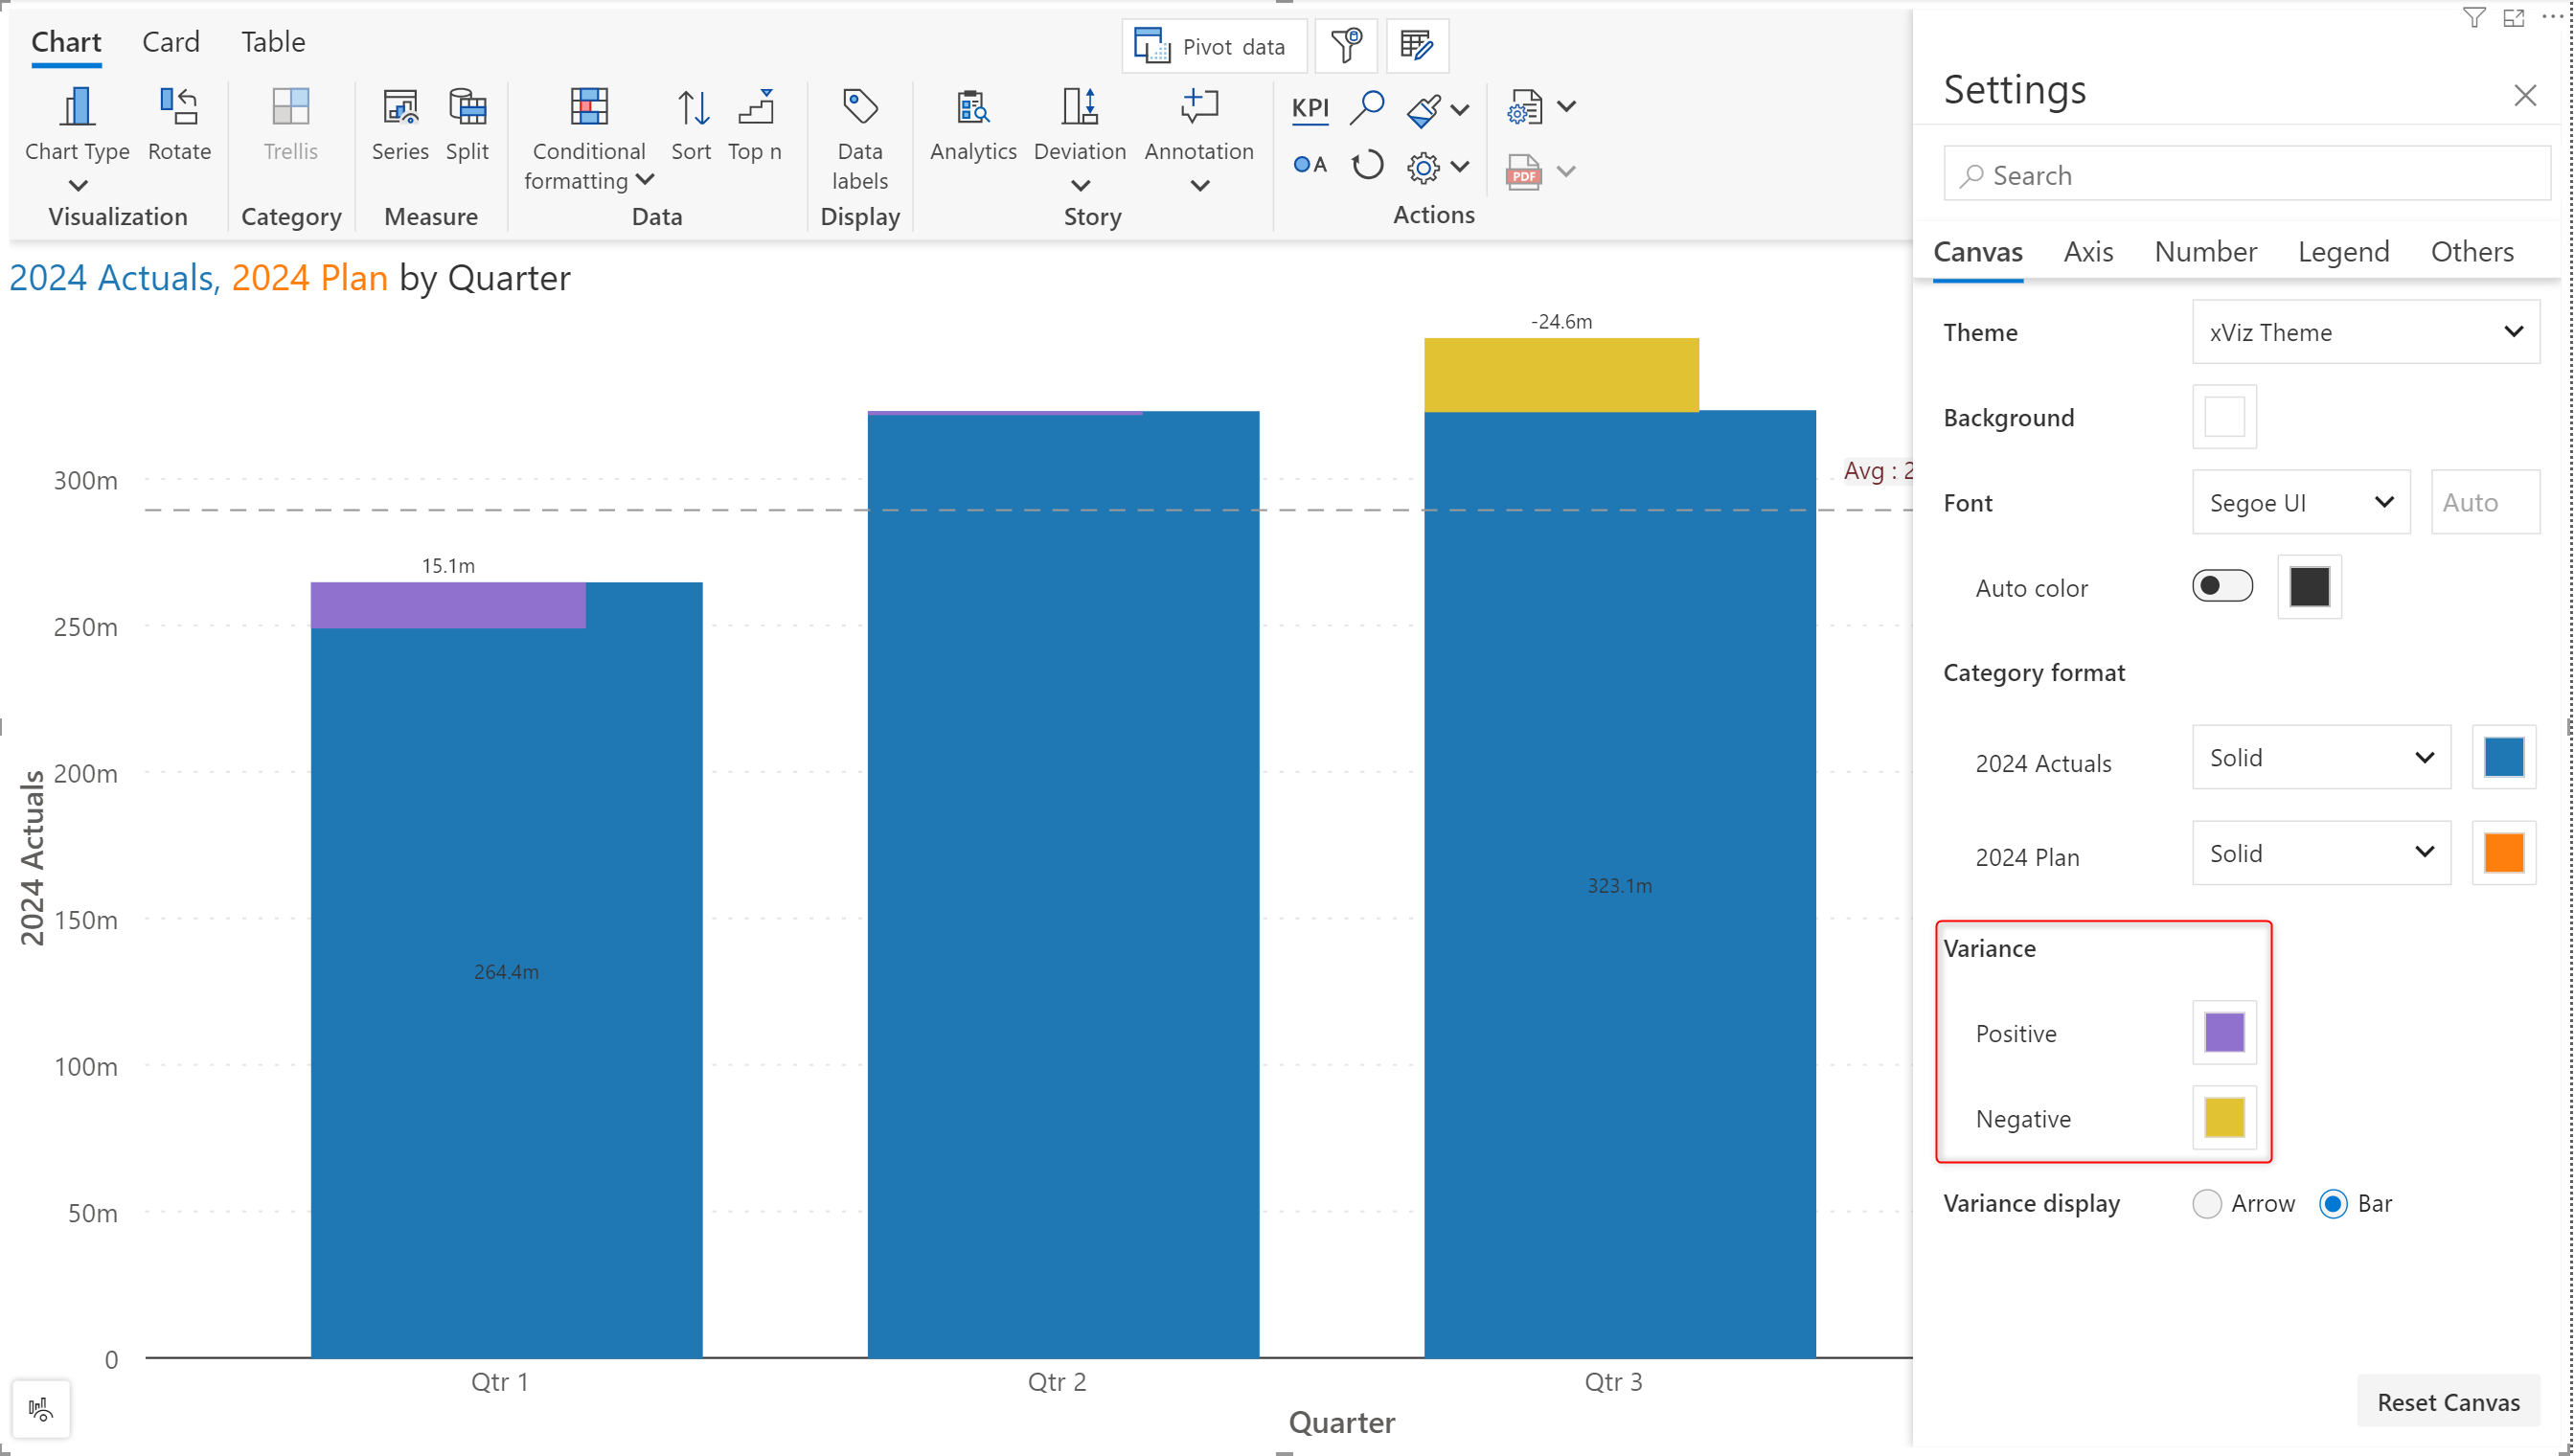 Chart Card Table
Pivot data
Chart Type
Rotate
Visualization
Trellis
Category
Series
Split
Measure
Conditional
formatting
Sort
Top n
Data
Data
labels
Display
Analytics
Deviation
Annotation
Story
KPI
A
PDF
Actions
2024 Actuals, 2024 Plan by Quarter
2024 Actuals
300m
250m
200m
150m
100m
50m
0
15.1m
264.4m
-24.6m
323.1m
Avg : 2
Qtr 1
Qtr 2
Qtr 3
Quarter
Settings
Search
Canvas Axis Number Legend Others
Theme xViz Theme
Background
Font Segoe UI Auto
Auto color
Category format
2024 Actuals Solid
2024 Plan Solid
Variance
Positive
Negative
Variance display Arrow Bar
Reset Canvas